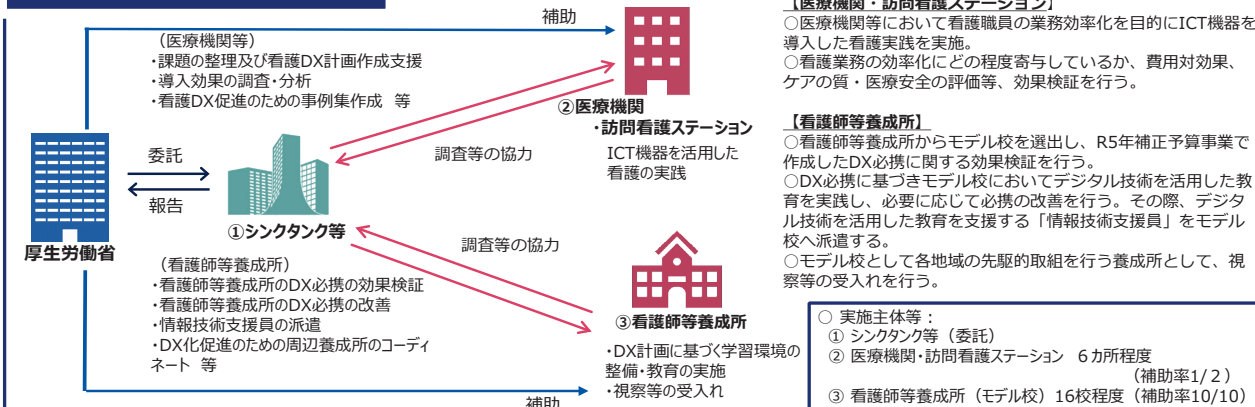 補助
（医療機関等）
・課題の整理及び看護DX計画作成支援
・導入効果の調査・分析
・看護DX促進のための事例集作成　等
委託
報告
厚生労働省
①シンクタンク等
（看護師等養成所）
・看護師等養成所のDX必携の効果検証
・看護師等養成所のDX必携の改善
・情報技術支援員の派遣
・DX化促進のための周辺養成所のコーディ
ネート　等
調査等の協力
②医療機関
・訪問看護ステーション
ICT機器を活用した
看護の実践
調査等の協力
③看護師等養成所
・DX計画に基づく学習環境の
整備・教育の実施
・視察等の受入れ
補助
【医療機関・訪問看護ステーション】
○医療機関等において看護職員の業務効率化を目的にICT機器を
導入した看護実践を実施。
○看護業務の効率化にどの程度寄与しているか、費用対効果、
ケアの質・医療安全の評価等、効果検証を行う。
【看護師等養成所】
○看護師等養成所からモデル校を選出し、R5年補正予算事業で
作成したDX必携に関する効果検証を行う。
○DX必携に基づきモデル校においてデジタル技術を活用した教
育を実践し、必要に応じて必携の改善を行う。その際、デジタ
ル技術を活用した教育を支援する「情報技術支援員」をモデル
校へ派遣する。
○モデル校として各地域の先駆的取組を行う養成所として、視
察等の受入れを行う。
○ 実施主体等：
① シンクタンク等（委託）
② 医療機関・訪問看護ステーション　６カ所程度
（補助率1/２）
③ 看護師等養成所（モデル校）16校程度（補助率10/10）